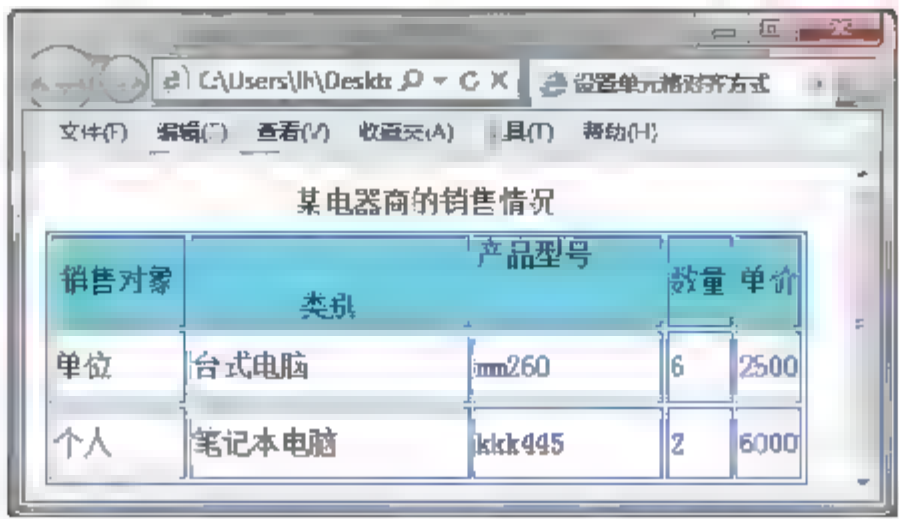 C:\Users\lh\Deskt
设置单元格对齐方式
文件(F) 编辑(E) 查看(V) 收藏夹(A) 具(T) 帮助(H)
某电器商的销售情况
销售对象 类别 产品型号 数量 单价
单位 台式电脑 mm260 6 2500
个人 笔记本电脑 kkk445 2 6000